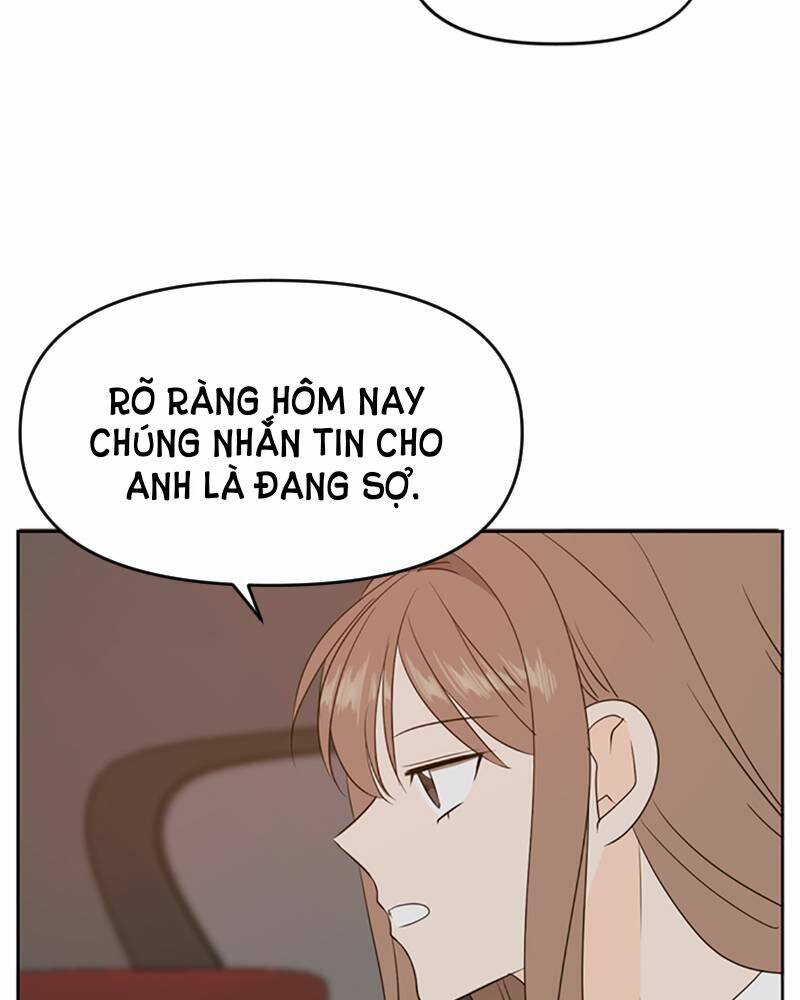 RÕ RÀNG HÔM NAY
CHÚNG NHẮN TIN CHO
ANH LÀ ĐANG SỢ.